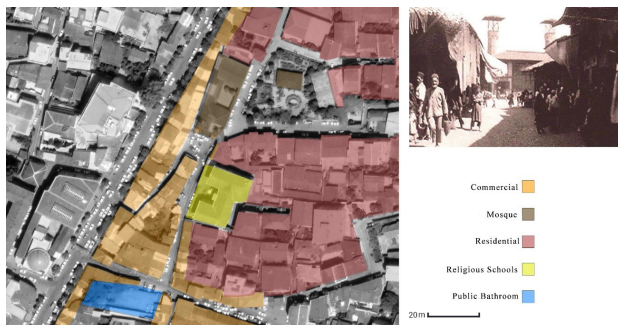 Commercial
Mosque
Residential
Religious Schools
Public Bathroom
20m